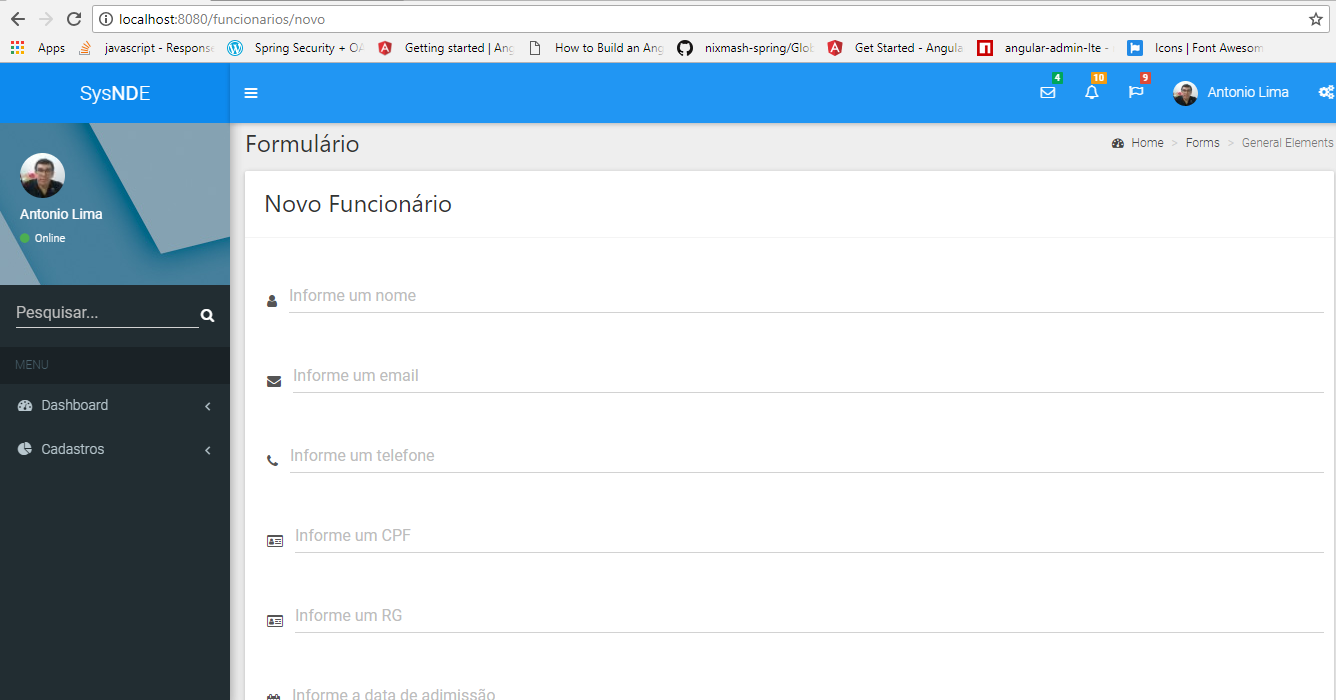 localhost:8080/funcionarios/novo
Apps javascript - Respons Spring Security + OA Getting started | Ang How to Build an Ang nixmash-spring/Glob Get Started - Angula angular-admin-lte - Icons | Font Awesom
SysNDE
4 10 9
Antonio Lima
Formulário
Home > Forms > General Elements
Antonio Lima
Online
Novo Funcionário
Pesquisar...
MENU
Dashboard
Cadastros
Informe um nome
Informe um email
Informe um telefone
Informe um CPF
Informe um RG
Informe a data de adimissão